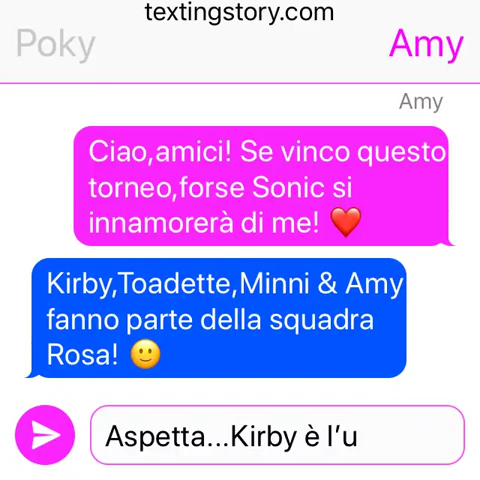 textingstory.com
Poky
Amy
Amy
Ciao,amici! Se vinco questo
torneo,forse Sonic si
innamorerà di me! ❤️
Kirby,Toadette,Minni & Amy
fanno parte della squadra
Rosa! 🙂
Aspetta...Kirby è l’u